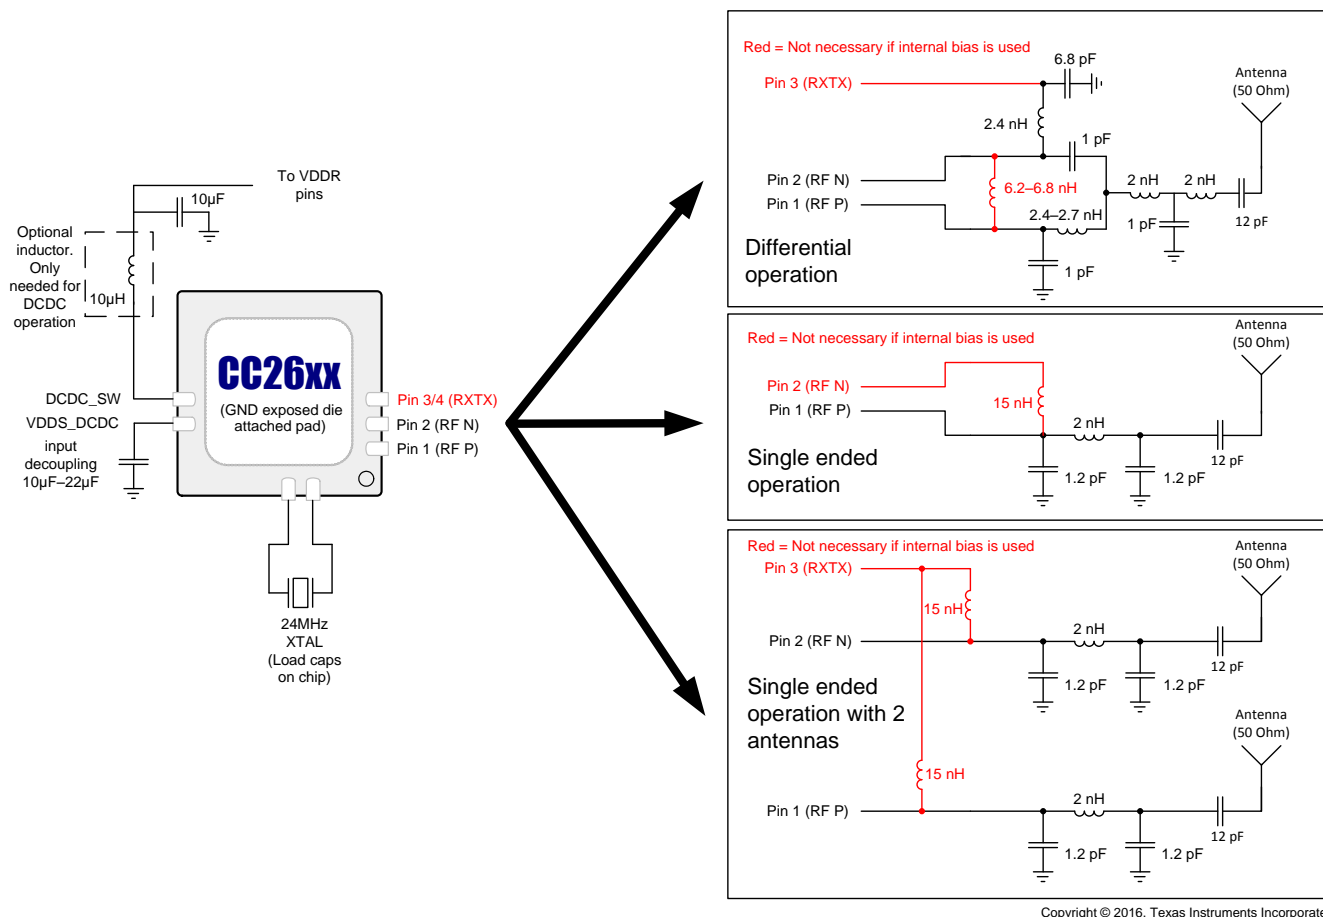 To VDDR
pins
10µF
Optional
inductor.
Only
needed for
DCDC
operation
10µH
CC26xx
(GND exposed die
attached pad)
DCDC_SW
VDDS_DCDC
input
decoupling
10µF–22µF
Pin 3/4 (RXTX)
Pin 2 (RF N)
Pin 1 (RF P)
24MHz
XTAL
(Load caps
on chip)
Red = Not necessary if internal bias is used
6.8 pF
Pin 3 (RXTX)
Antenna
(50 Ohm)
2.4 nH
1 pF
Pin 2 (RF N)
6.2–6.8 nH
2 nH
2 nH
Pin 1 (RF P)
2.4–2.7 nH
1 pF
12 pF
Differential
operation
1 pF
Red = Not necessary if internal bias is used
Antenna
(50 Ohm)
Pin 2 (RF N)
15 nH
Pin 1 (RF P)
2 nH
12 pF
Single ended
operation
1.2 pF
1.2 pF
Red = Not necessary if internal bias is used
Pin 3 (RXTX)
Antenna
(50 Ohm)
15 nH
Pin 2 (RF N)
2 nH
12 pF
1.2 pF
1.2 pF
Single ended
operation with 2
antennas
Antenna
(50 Ohm)
15 nH
Pin 1 (RF P)
2 nH
12 pF
1.2 pF
1.2 pF
Copyright © 2016, Texas Instruments Incorporate